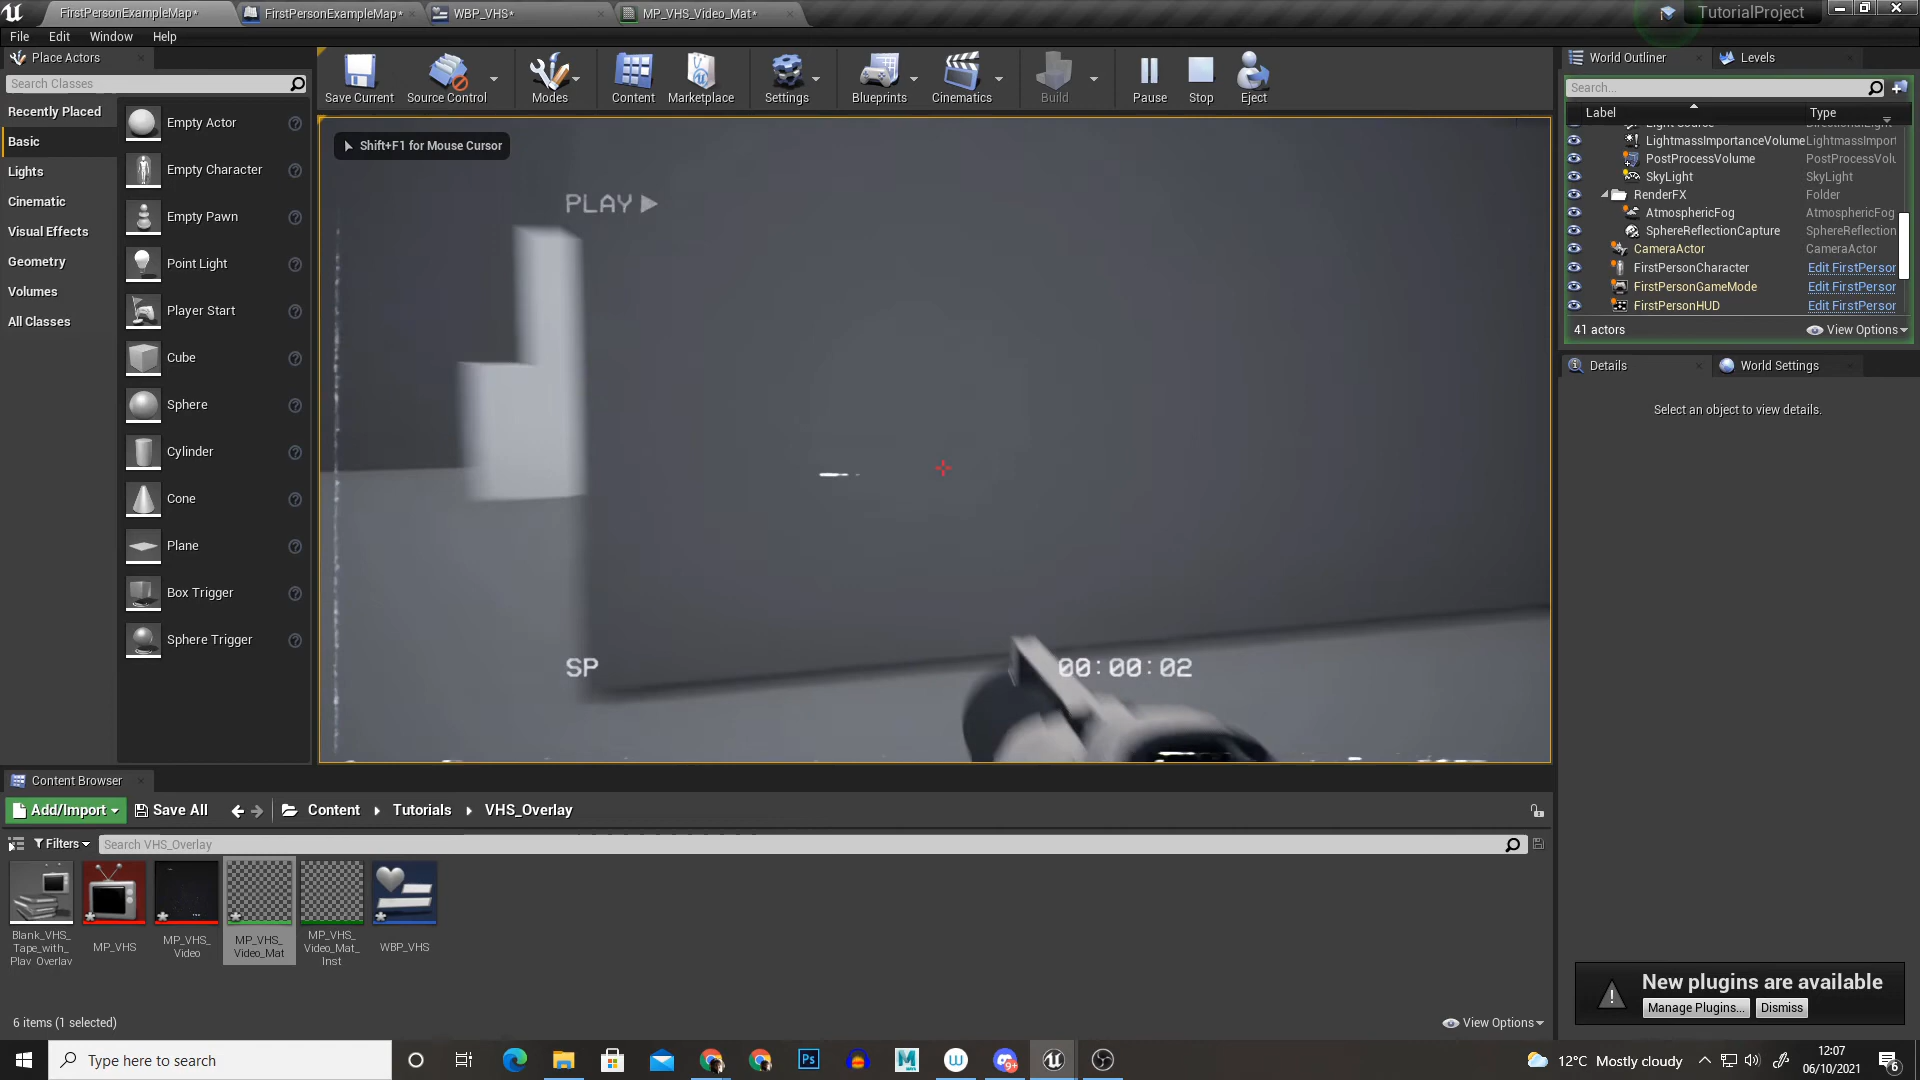 FirstPersonExampleMap*
FirstPersonExampleMap*
WBP_VHS*
MP_VHS_Video_Mat*
TutorialProject
File
Edit
Window
Help
Place Actors
Search Classes
Recently Placed
Basic
Lights
Cinematic
Visual Effects
Geometry
Volumes
All Classes
Empty Actor
Empty Character
Empty Pawn
Point Light
Player Start
Cube
Sphere
Cylinder
Cone
Plane
Box Trigger
Sphere Trigger
Save Current
Source Control
Modes
Content
Marketplace
Settings
Blueprints
Cinematics
Build
Pause
Stop
Eject
Shift+F1 for Mouse Cursor
PLAY
SP
00:00:02
World Outliner
Levels
Search...
Label
Type
LightmassImportanceVolume
LightmassImport
PostProcessVolume
PostProcessVolu
SkyLight
SkyLight
RenderFX
Folder
AtmosphericFog
AtmosphericFog
SphereReflectionCapture
SphereReflection
CameraActor
CameraActor
FirstPersonCharacter
Edit FirstPersor
FirstPersonGameMode
Edit FirstPersor
FirstPersonHUD
Edit FirstPersor
41 actors
View Options
Details
World Settings
Select an object to view details.
Content Browser
Add/Import
Save All
Content
Tutorials
VHS_Overlay
Filters
Search VHS_Overlay
Blank_VHS_
Tape_with_
Play_Overlay
MP_VHS
MP_VHS_
Video
MP_VHS_
Video_Mat
MP_VHS_
Video_Mat_
Inst
WBP_VHS
6 items (1 selected)
View Options
New plugins are available
Manage Plugins...
Dismiss
Type here to search
Ps
M
W
9+
12°C
Mostly cloudy
12:07
06/10/2021
6